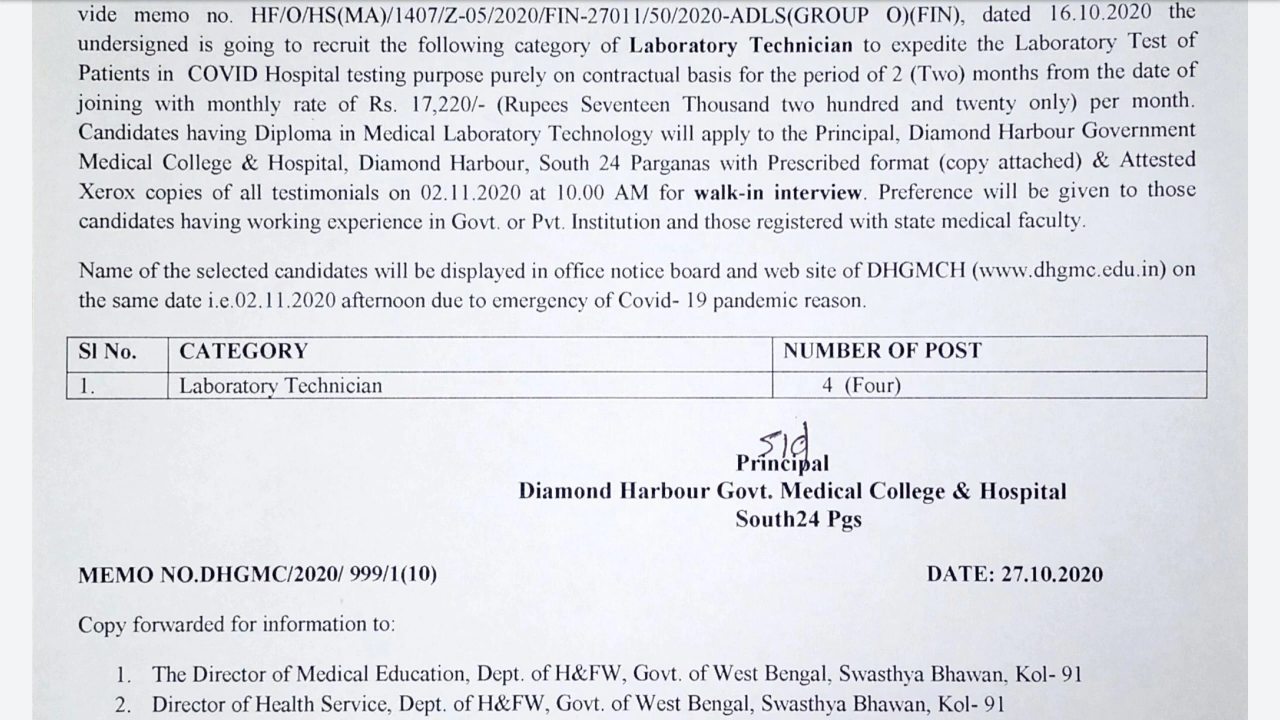 vide memo no. HF/O/HS(MA)/1407/Z-05/2020/FIN-27011/50/2020-ADLS(GROUP O)(FIN), dated 16.10.2020 the
undersigned is going to recruit the following category of Laboratory Technician to expedite the Laboratory Test of
Patients in COVID Hospital testing purpose purely on contractual basis for the period of 2 (Two) months from the date of
joining with monthly rate of Rs. 17,220/- (Rupees Seventeen Thousand two hundred and twenty only) per month.
Candidates having Diploma in Medical Laboratory Technology will apply to the Principal, Diamond Harbour Government
Medical College & Hospital, Diamond Harbour, South 24 Parganas with Prescribed format (copy attached) & Attested
Xerox copies of all testimonials on 02.11.2020 at 10.00 AM for walk-in interview. Preference will be given to those
candidates having working experience in Govt. or Pvt. Institution and those registered with state medical faculty.
Name of the selected candidates will be displayed in office notice board and web site of DHGMCH (www.dhgmc.edu.in) on
the same date i.e.02.11.2020 afternoon due to emergency of Covid- 19 pandemic reason.
Sl No. CATEGORY NUMBER OF POST
1. Laboratory Technician 4 (Four)
S/d
Principal
Diamond Harbour Govt. Medical College & Hospital
South24 Pgs
MEMO NO.DHGMC/2020/ 999/1(10) DATE: 27.10.2020
Copy forwarded for information to:
1. The Director of Medical Education, Dept. of H&FW, Govt. of West Bengal, Swasthya Bhawan, Kol- 91
2. Director of Health Service, Dept. of H&FW, Govt. of West Bengal, Swasthya Bhawan, Kol- 91